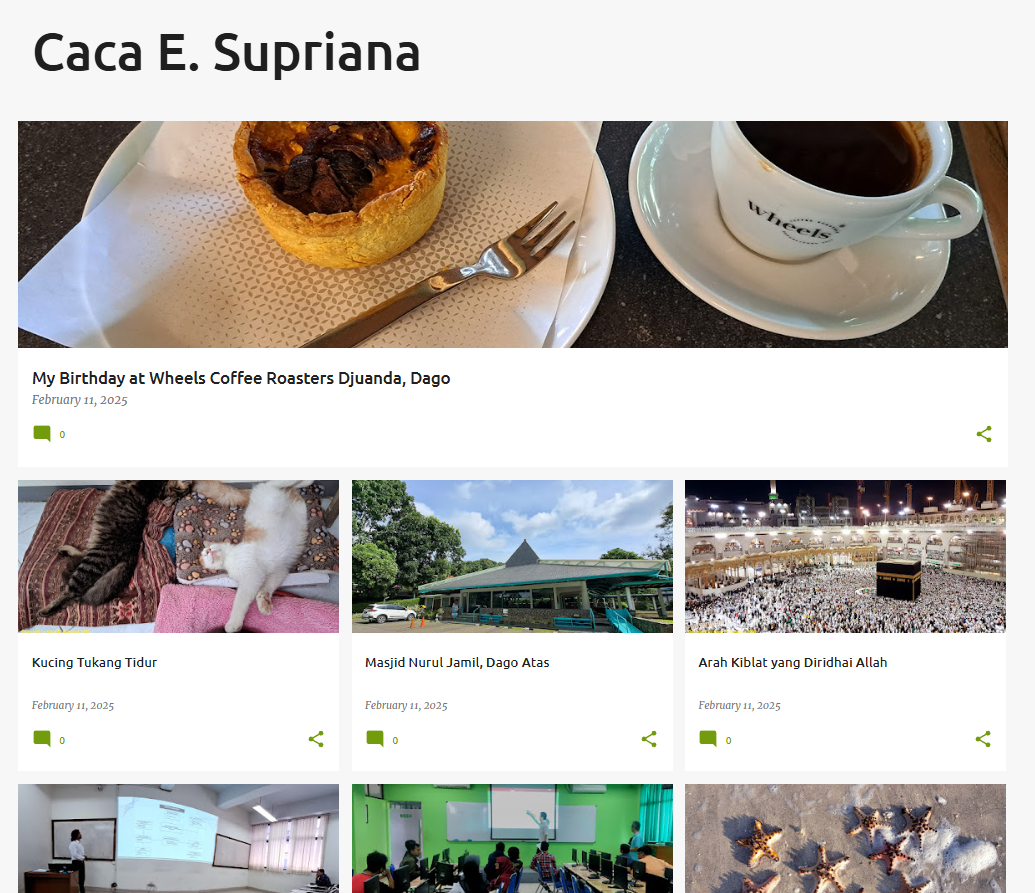 Caca E. Supriana
wheels
My Birthday at Wheels Coffee Roasters Djuanda, Dago
February 11, 2025
0
Kucing Tukang Tidur
February 11, 2025
0
Masjid Nurul Jamil, Dago Atas
February 11, 2025
0
Arah Kiblat yang Diridhai Allah
February 11, 2025
0